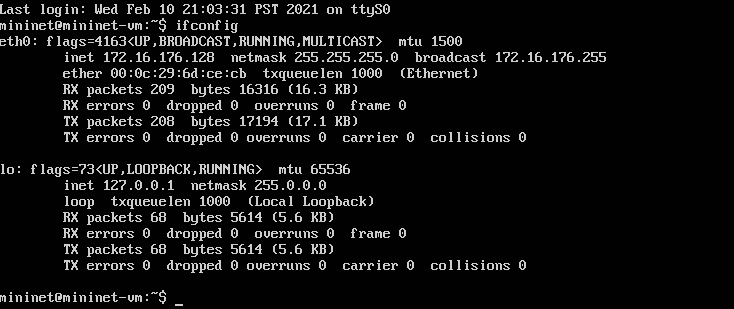 Last login: Wed Feb 10 21:03:31 PST 2021 on ttyS0
mininet@mininet-vm:~$ ifconfig
eth0: flags=4163<UP,BROADCAST,RUNNING,MULTICAST>  mtu 1500
        inet 172.16.176.128  netmask 255.255.255.0  broadcast 172.16.176.255
        ether 00:0c:29:6d:ce:cb  txqueuelen 1000  (Ethernet)
        RX packets 209  bytes 16316 (16.3 KB)
        RX errors 0  dropped 0  overruns 0  frame 0
        TX packets 208  bytes 17194 (17.1 KB)
        TX errors 0  dropped 0 overruns 0  carrier 0  collisions 0

lo: flags=73<UP,LOOPBACK,RUNNING>  mtu 65536
        inet 127.0.0.1  netmask 255.0.0.0
        loop  txqueuelen 1000  (Local Loopback)
        RX packets 68  bytes 5614 (5.6 KB)
        RX errors 0  dropped 0  overruns 0  frame 0
        TX packets 68  bytes 5614 (5.6 KB)
        TX errors 0  dropped 0 overruns 0  carrier 0  collisions 0

mininet@mininet-vm:~$ _